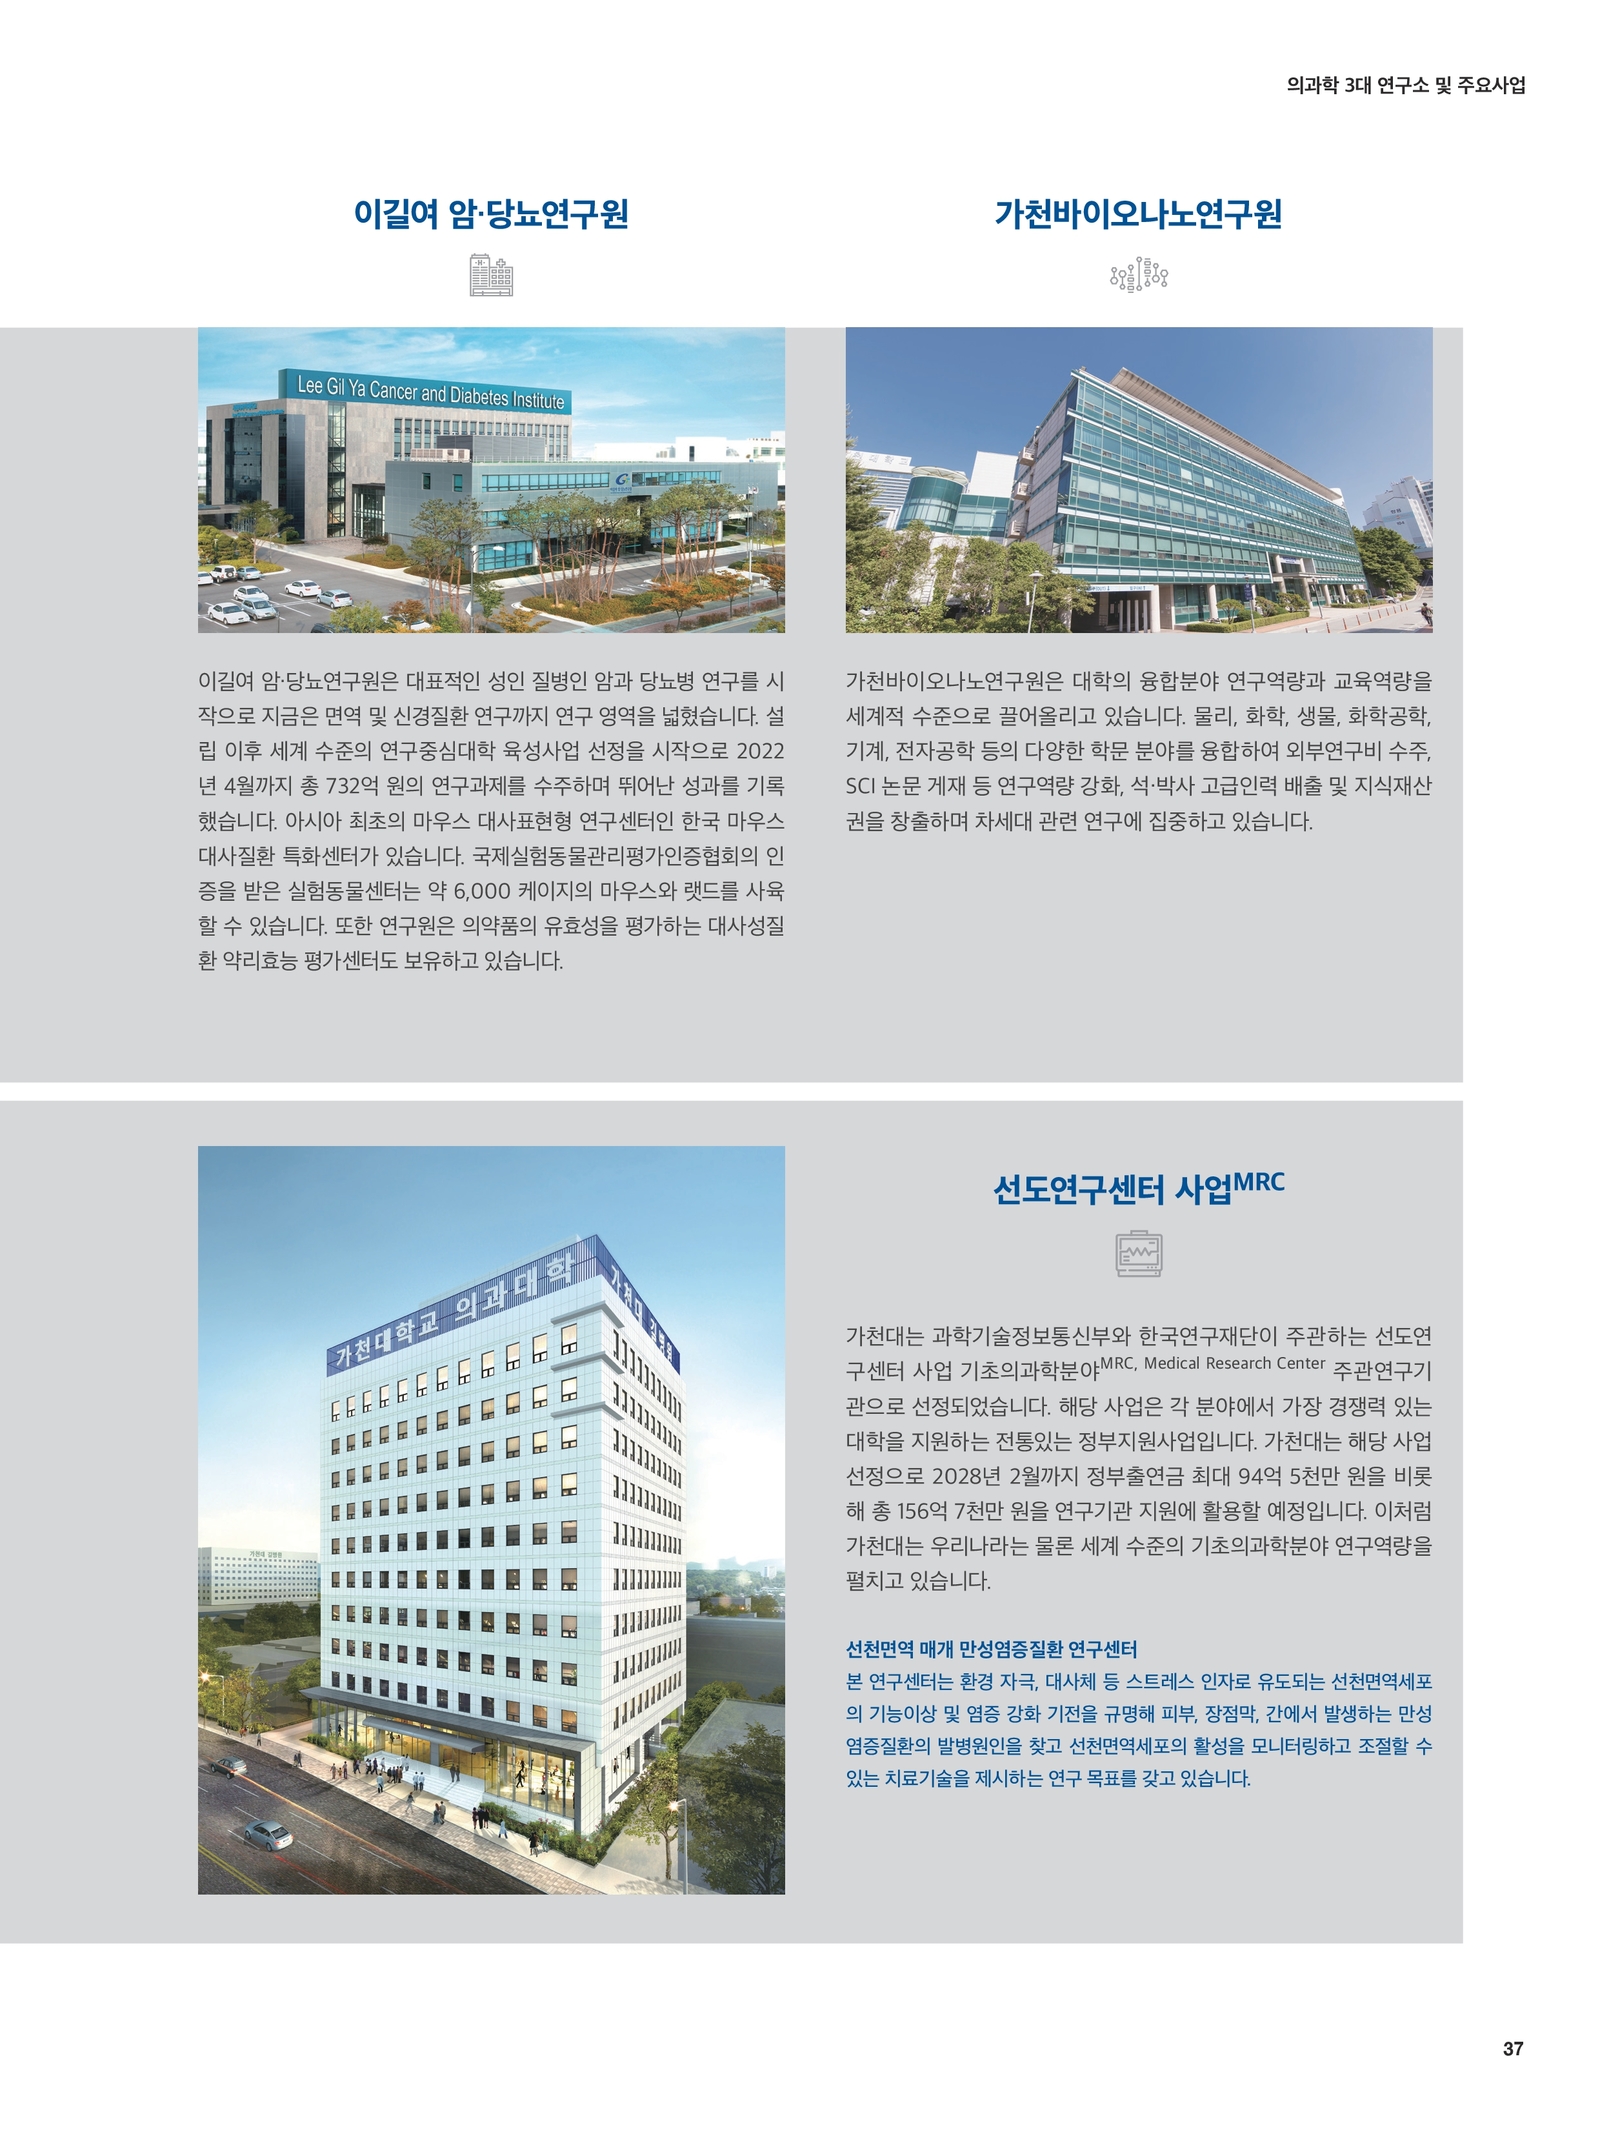 의과학 3대 연구소 및 주요사업
이길여 암·당뇨연구원
Lee Gil Ya Cancer and Diabetes Institute
이길여 암·당뇨연구원은 대표적인 성인 질병인 암과 당뇨병 연구를 시
작으로 지금은 면역 및 신경질환 연구까지 연구 영역을 넓혔습니다. 설
립 이후 세계 수준의 연구중심대학 육성사업 선정을 시작으로 2022
년 4월까지 총 732억 원의 연구과제를 수주하며 뛰어난 성과를 기록
했습니다. 아시아 최초의 마우스 대사표현형 연구센터인 한국 마우스
대사질환 특화센터가 있습니다. 국제실험동물관리평가인증협회의 인
증을 받은 실험동물센터는 약 6,000 케이지의 마우스와 랫드를 사육
할 수 있습니다. 또한 연구원은 의약품의 유효성을 평가하는 대사성질
환 약리효능 평가센터도 보유하고 있습니다.
가천바이오나노연구원
가천바이오나노연구원은 대학의 융합분야 연구역량과 교육역량을
세계적 수준으로 끌어올리고 있습니다. 물리, 화학, 생물, 화학공학,
기계, 전자공학 등의 다양한 학문 분야를 융합하여 외부연구비 수주,
SCI 논문 게재 등 연구역량 강화, 석·박사 고급인력 배출 및 지식재산
권을 창출하며 차세대 관련 연구에 집중하고 있습니다.
가천대학교 의과대학
가천대 길병원
가천대 길병원
선도연구센터 사업MRC
가천대는 과학기술정보통신부와 한국연구재단이 주관하는 선도연
구센터 사업 기초의과학분야MRC, Medical Research Center 주관연구기
관으로 선정되었습니다. 해당 사업은 각 분야에서 가장 경쟁력 있는
대학을 지원하는 전통있는 정부지원사업입니다. 가천대는 해당 사업
선정으로 2028년 2월까지 정부출연금 최대 94억 5천만 원을 비롯
해 총 156억 7천만 원을 연구기관 지원에 활용할 예정입니다. 이처럼
가천대는 우리나라는 물론 세계 수준의 기초의과학분야 연구역량을
펼치고 있습니다.
선천면역 매개 만성염증질환 연구센터
본 연구센터는 환경 자극, 대사체 등 스트레스 인자로 유도되는 선천면역세포
의 기능이상 및 염증 강화 기전을 규명해 피부, 장점막, 간에서 발생하는 만성
염증질환의 발병원인을 찾고 선천면역세포의 활성을 모니터링하고 조절할 수
있는 치료기술을 제시하는 연구 목표를 갖고 있습니다.
37